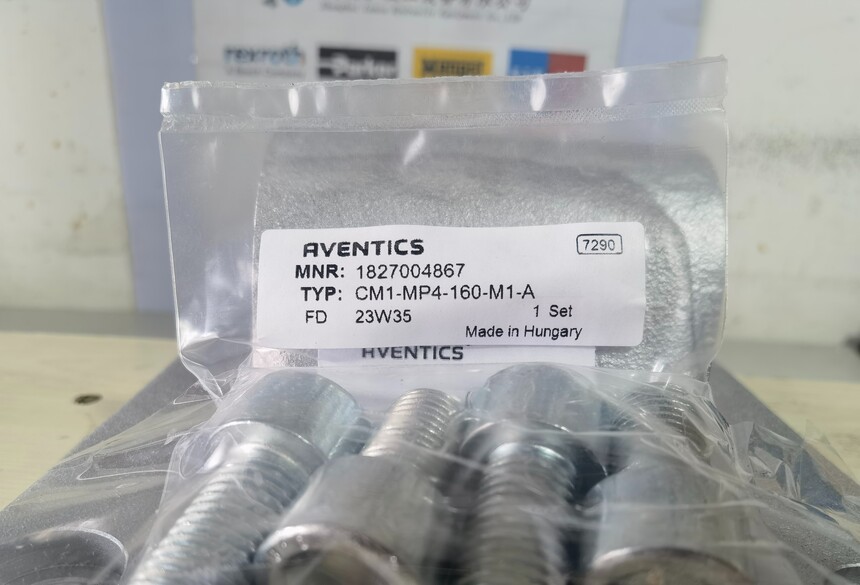 rexroth
Parker
AVENTICS
7290
MNR: 1827004867
TYP: CM1-MP4-160-M1-A
FD 23W35
1 Set
Made in Hungary
AVENTICS